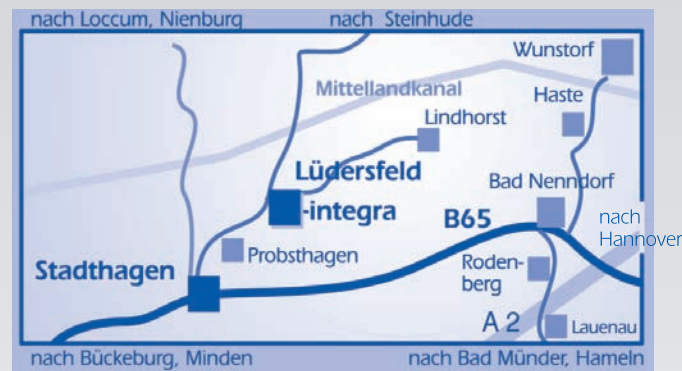 nach Loccum, Nienburg
nach Steinhude
Wunstorf
Mittellandkanal
Haste
Lindhorst
Lüdersfeld
-integra
Bad Nenndorf
B65
nach
Hannover
Probsthagen
Stadthagen
Roden-
berg
A 2
Lauenau
nach Bückeburg, Minden
nach Bad Münder, Hameln